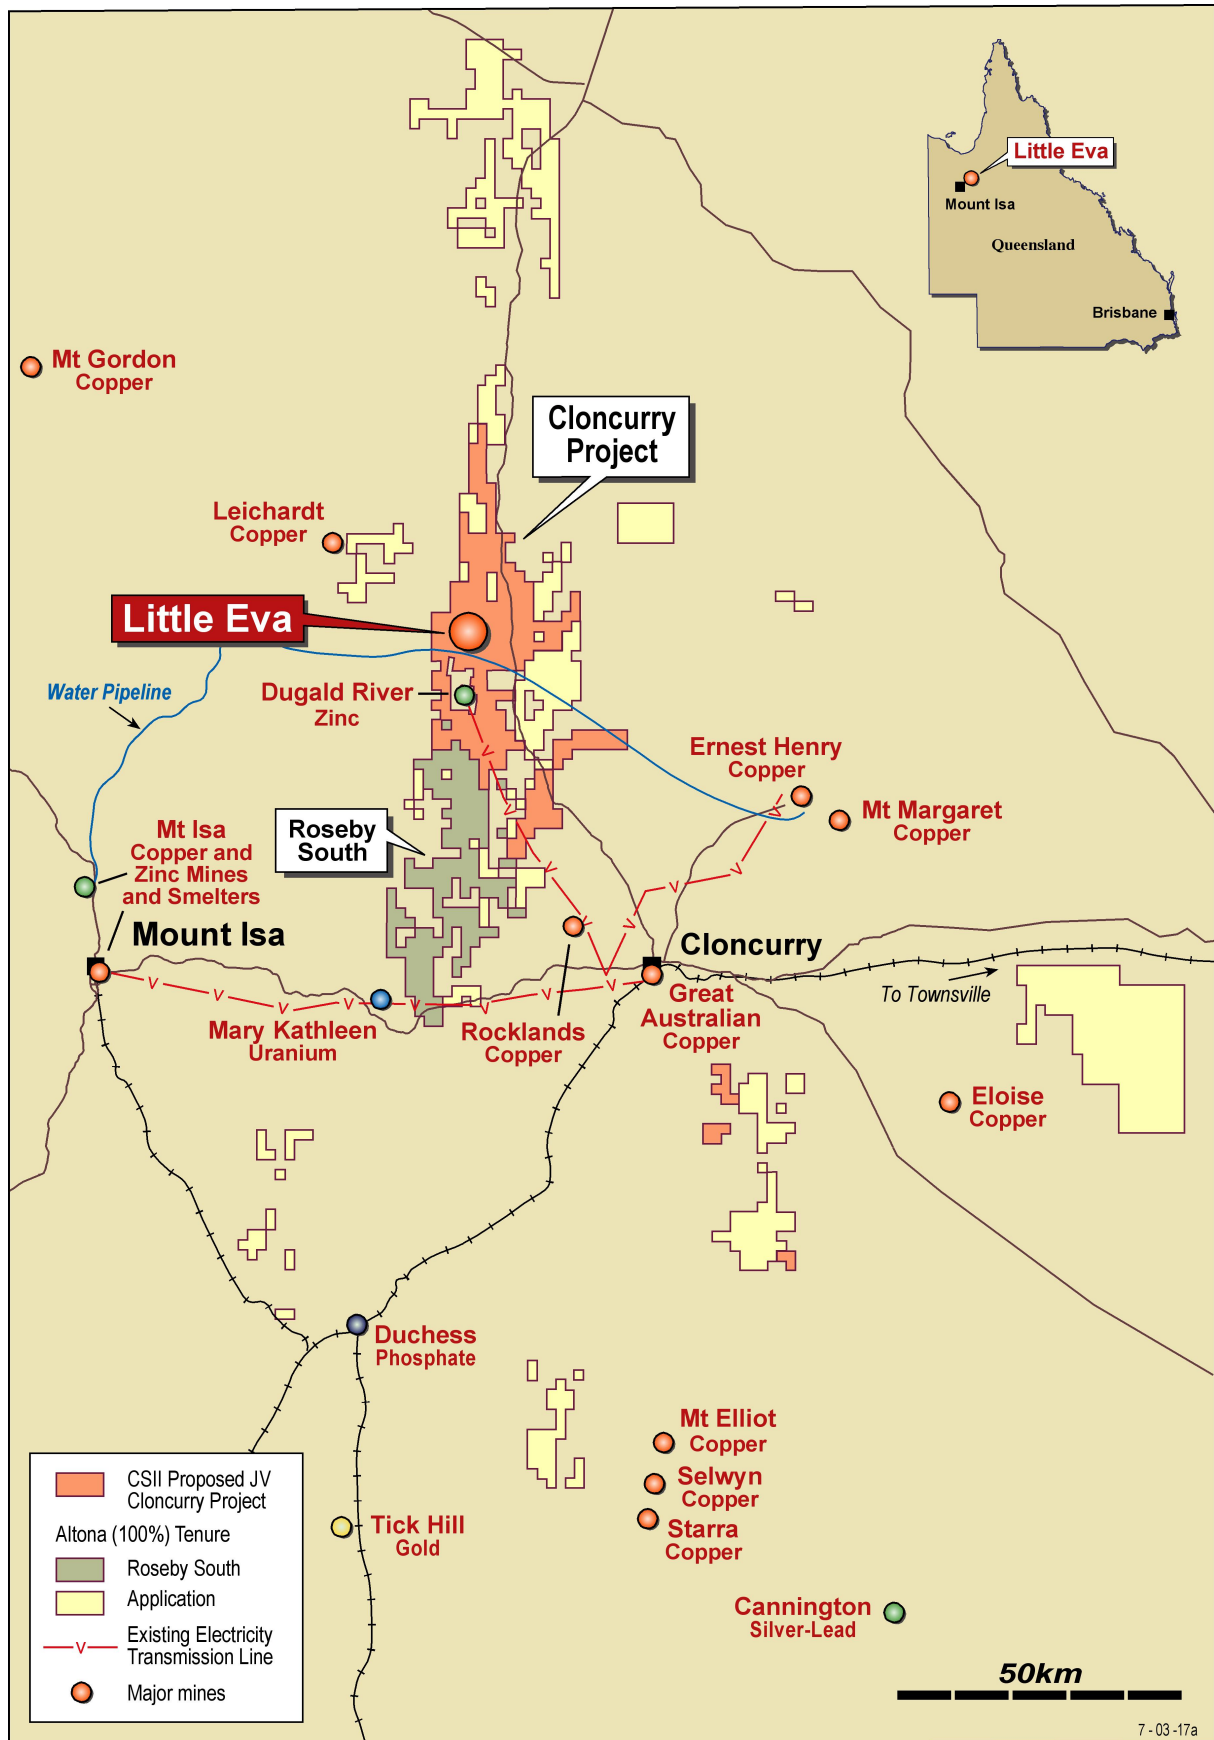 Little Eva
Mount Isa
Queensland
Brisbane
Mt Gordon
Copper
Cloncurry
Project
Leichardt
Copper
Little Eva
Water Pipeline
Dugald River
Zinc
Ernest Henry
Copper
Mt Margaret
Copper
Roseby
South
Mt Isa
Copper and
Zinc Mines
and Smelters
Mount Isa
Cloncurry
To Townsville
Mary Kathleen
Uranium
Rocklands
Copper
Great
Australian
Copper
Eloise
Copper
Duchess
Phosphate
Mt Elliot
Copper
Selwyn
Copper
Starra
Copper
Tick Hill
Gold
Cannington
Silver-Lead
CSII Proposed JV
Cloncurry Project
Altona (100%) Tenure
Roseby South
Application
V
Existing Electricity
Transmission Line
Major mines
50km
7 - 03 -17a